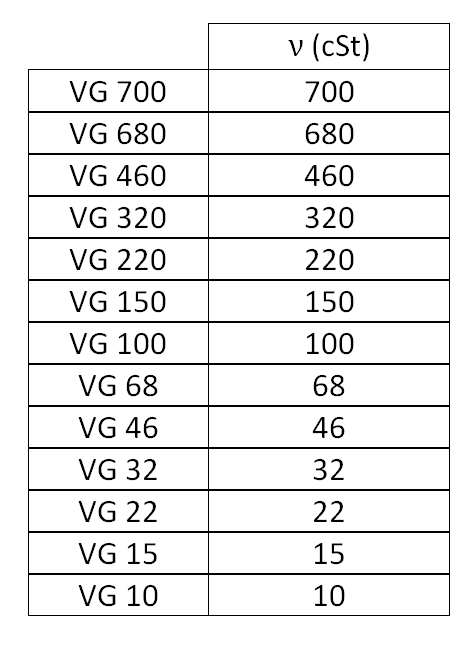 ν (cSt)
VG 700 700
VG 680 680
VG 460 460
VG 320 320
VG 220 220
VG 150 150
VG 100 100
VG 68 68
VG 46 46
VG 32 32
VG 22 22
VG 15 15
VG 10 10